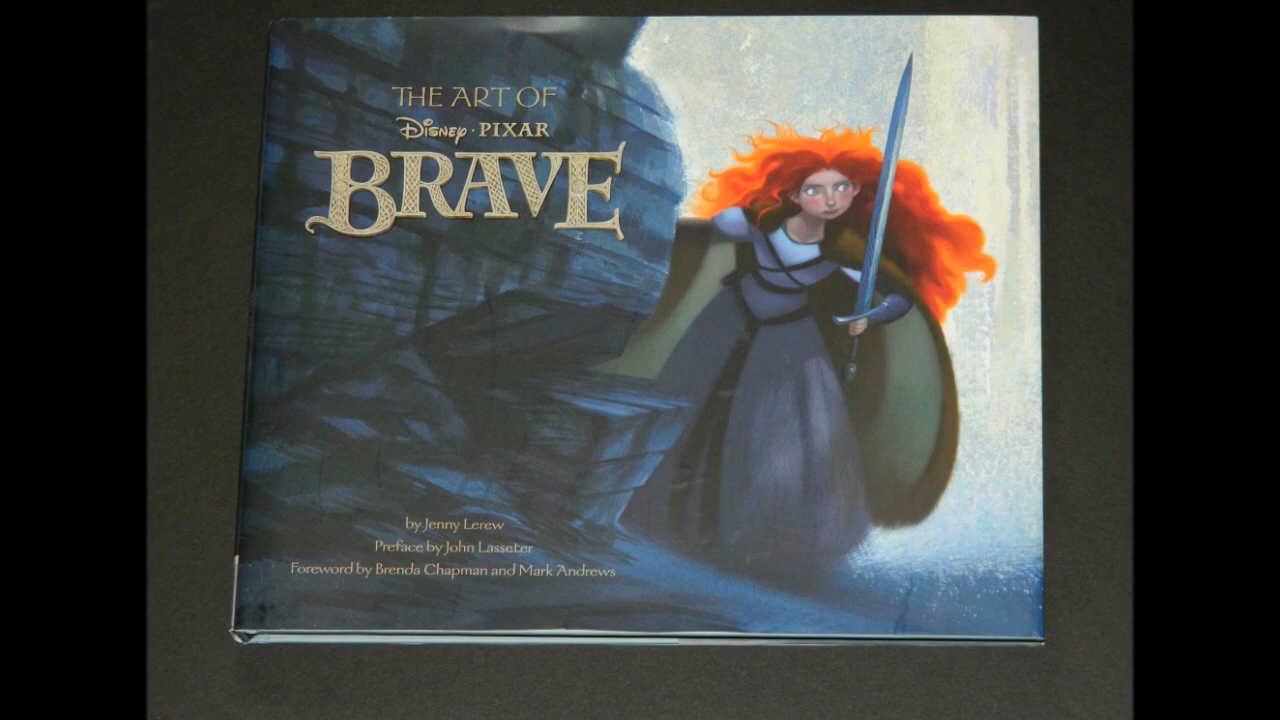 THE ART OF
Disney · PIXAR
BRAVE
by Jenny Lerew
Preface by John Lasseter
Foreword by Brenda Chapman and Mark Andrews